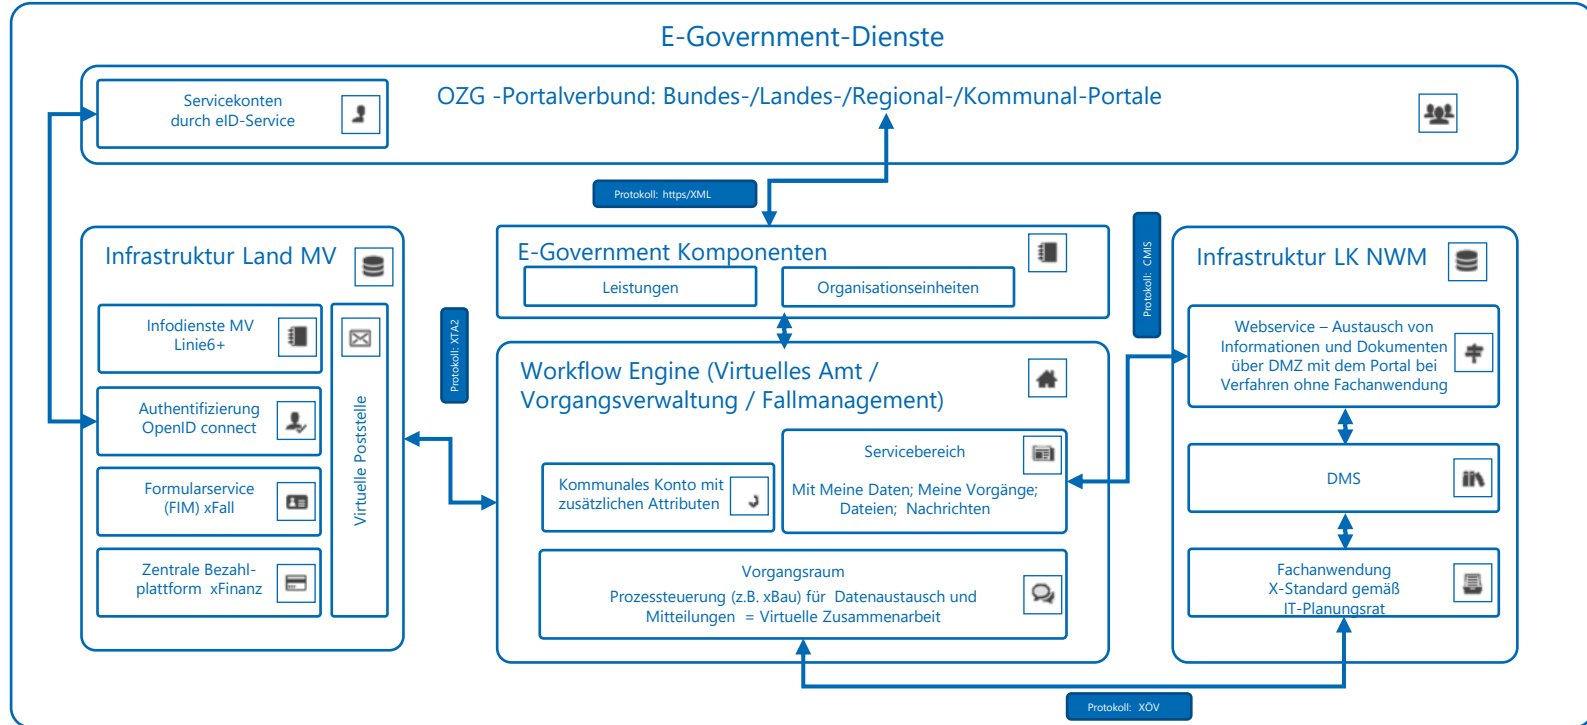 E-Government-Dienste
Servicekonten
durch eID-Service
OZG -Portalverbund: Bundes-/Landes-/Regional-/Kommunal-Portale
Protokoll: https/XML
Infrastruktur Land MV
Infodienste MV
Linie6+
Authentifizierung
OpenID connect
Formularservice
(FIM) xFall
Zentrale Bezahl-
plattform xFinanz
Virtuelle Poststelle
Protokoll: XTA2
E-Government Komponenten
Leistungen
Organisationseinheiten
Workflow Engine (Virtuelles Amt /
Vorgangsverwaltung / Fallmanagement)
Kommunales Konto mit
zusätzlichen Attributen
Servicebereich
Mit Meine Daten; Meine Vorgänge;
Dateien; Nachrichten
Vorgangsraum
Prozessteuerung (z.B. xBau) für Datenaustausch und
Mitteilungen = Virtuelle Zusammenarbeit
Protokoll: CMIS
Infrastruktur LK NWM
Webservice – Austausch von
Informationen und Dokumenten
über DMZ mit dem Portal bei
Verfahren ohne Fachanwendung
DMS
Fachanwendung
X-Standard gemäß
IT-Planungsrat
Protokoll: XÖV